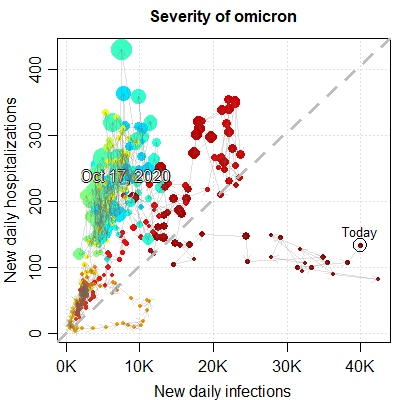 Severity of omicron
New daily hospitalizations
400
300
200
100
0
Oct 17, 2020
Today
0K 10K 20K 30K 40K
New daily infections